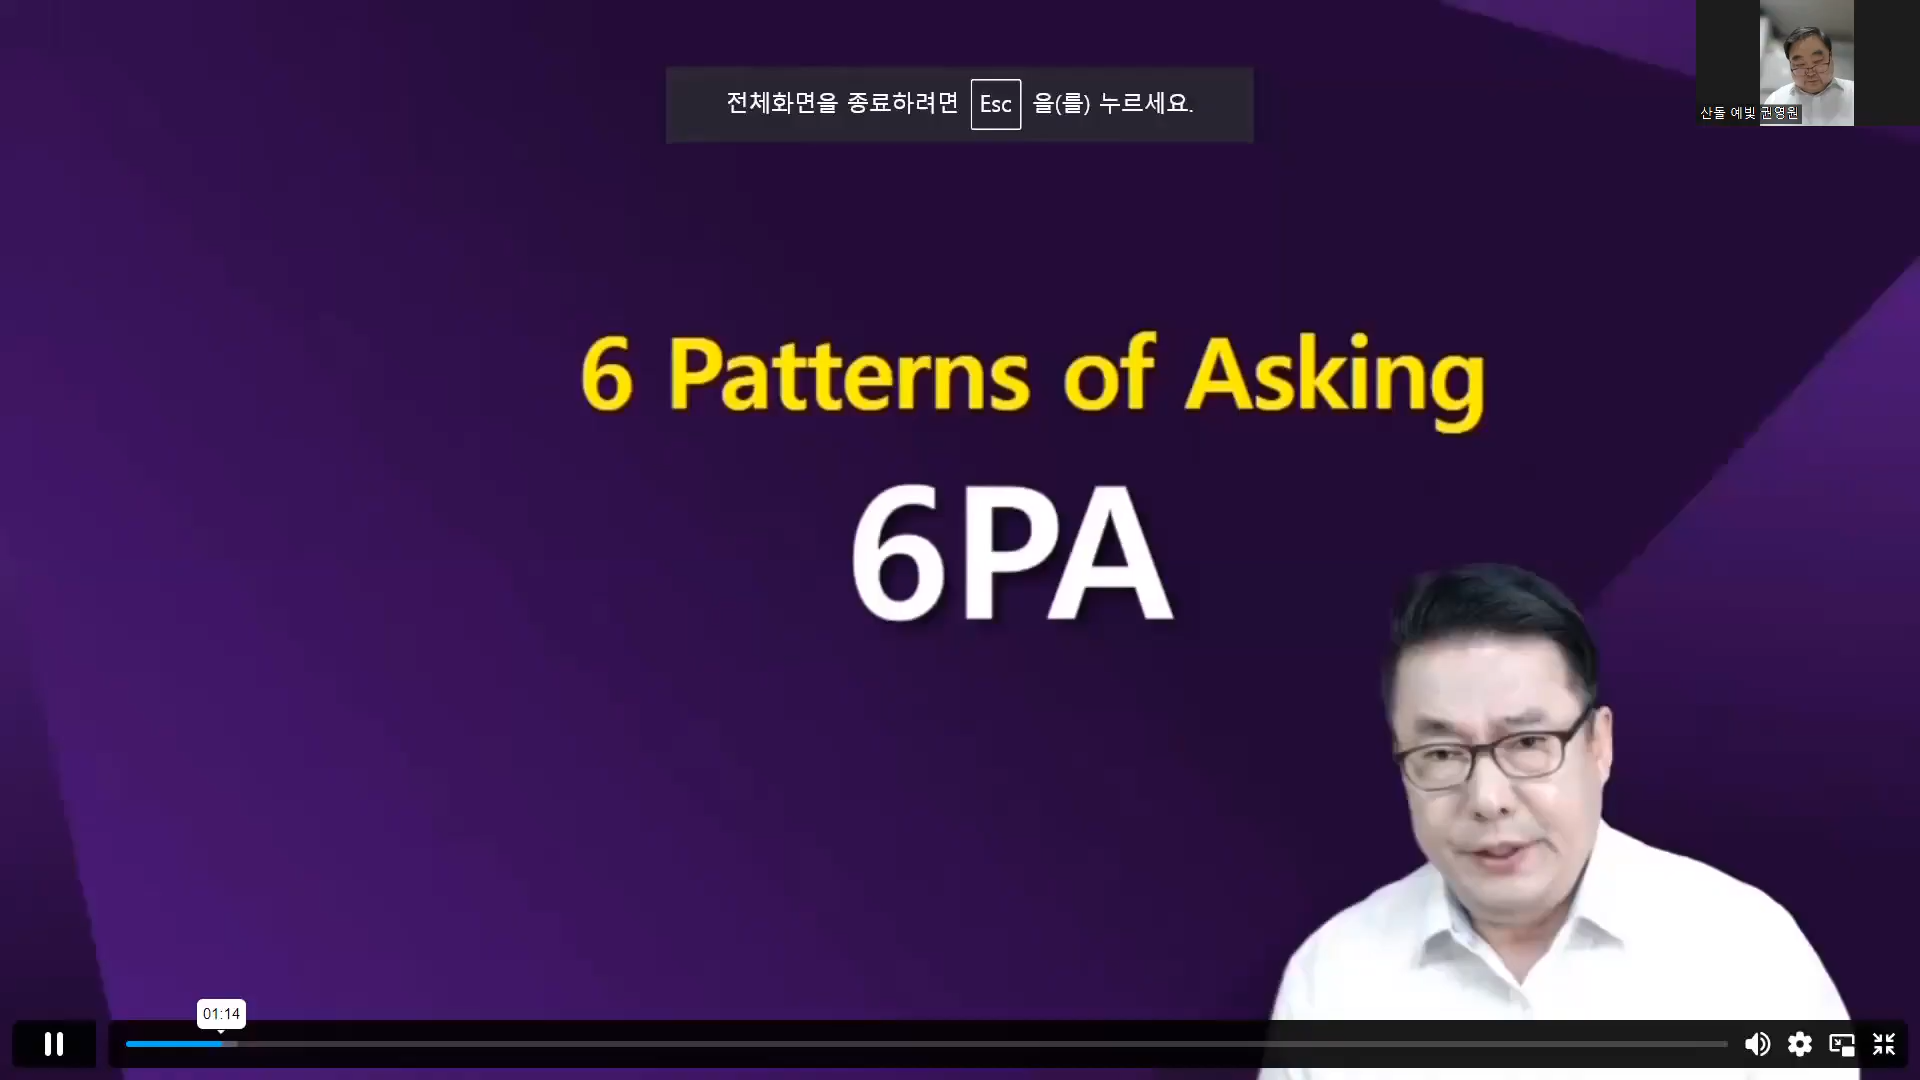 전체화면을 종료하려면 Esc 을(를) 누르세요.
산돌 예빛 권영원
6 Patterns of Asking
6PA
01:14